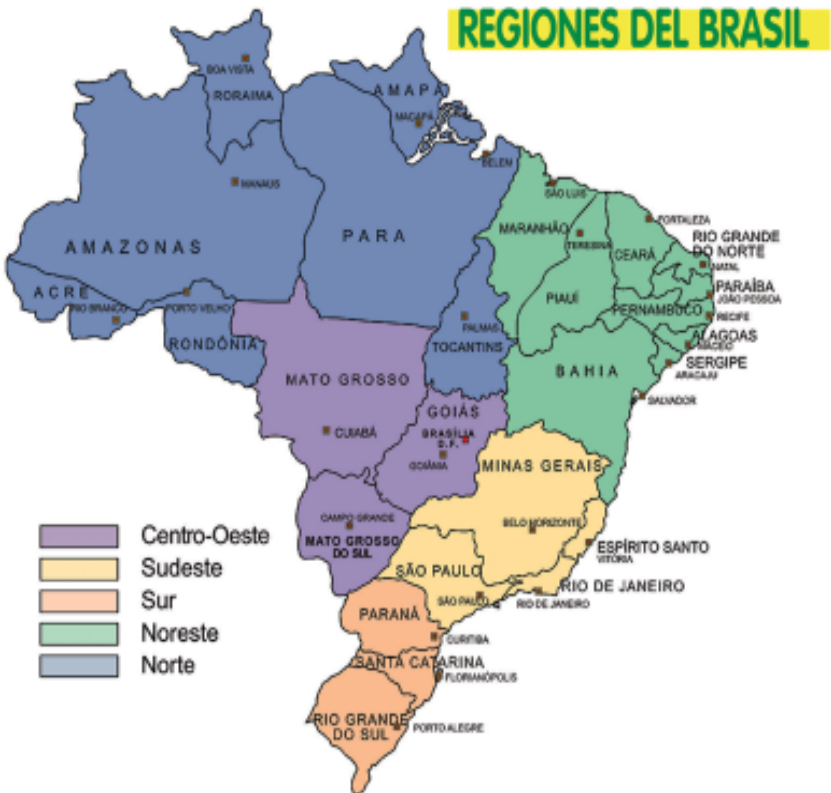 REGIONES DEL BRASIL
BOA VISTA
RORAIMA
AMAPÁ
MACAPÁ
BELEM
MANAUS
SÃO LUIS
MARANHÃO
TERESINA
FORTALEZA
CEARÁ
RIO GRANDE
DO NORTE
NATAL
AMAZONAS
PARA
PIAUÍ
PARAÍBA
JOÃO PESSOA
PERNAMBUCO
RECIFE
ACRE
RIO BRANCO
PORTO VELHO
RONDÔNIA
PALMAS
TOCANTINS
ALAGOAS
MACEO
SERGIPE
ARACAJU
BAHIA
SALVADOR
MATO GROSSO
CUIABÁ
GOIÁS
BRASÍLIA
D.F.
GOIÂNIA
MINAS GERAIS
BELO HORIZONTE
CAMPO GRANDE
MATO GROSSO
DO SUL
ESPÍRITO SANTO
VITÓRIA
SÃO PAULO
SÃO PAULO
RIO DE JANEIRO
RIO DE JANEIRO
PARANÁ
CURITIBA
SANTA CATARINA
FLORIANÓPOLIS
RIO GRANDE
DO SUL
PORTO ALEGRE
Centro-Oeste
Sudeste
Sur
Noreste
Norte